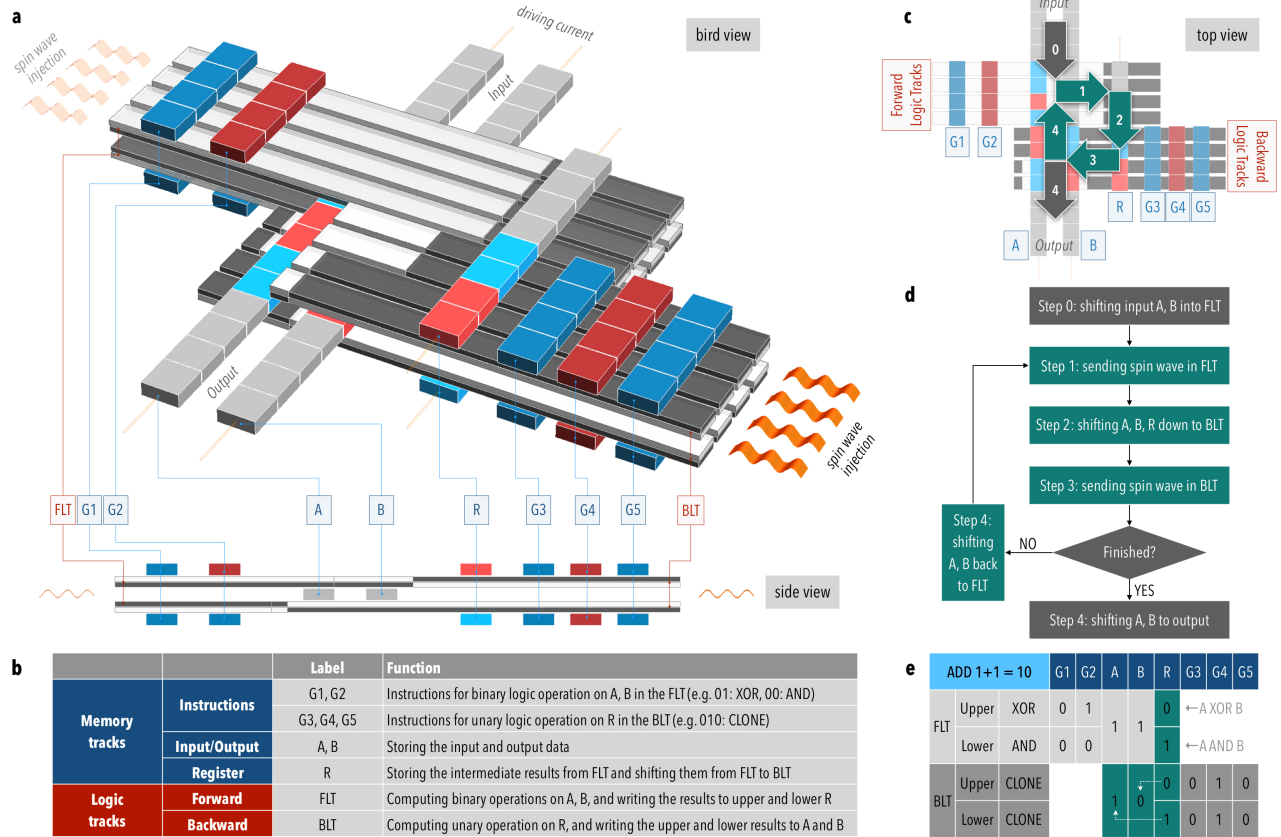 a
bird view
spin wave
injection
driving current
Input
Output
spin wave
injection
FLT
G1
G2
A
B
R
G3
G4
G5
BLT
side view
b
Label
Function
Memory
tracks
Instructions
G1, G2
Instructions for binary logic operation on A, B in the FLT (e.g. 01: XOR, 00: AND)
G3, G4, G5
Instructions for unary logic operation on R in the BLT (e.g. 010: CLONE)
Input/Output
A, B
Storing the input and output data
Register
R
Storing the intermediate results from FLT and shifting them from FLT to BLT
Logic
tracks
Forward
FLT
Computing binary operations on A, B, and writing the results to upper and lower R
Backward
BLT
Computing unary operation on R, and writing the upper and lower results to A and B
c
Input
top view
Forward
Logic Tracks
0
1
2
3
4
4
G1
G2
Backward
Logic Tracks
R
G3
G4
G5
A
Output
B
d
Step 0: shifting input A, B into FLT
Step 1: sending spin wave in FLT
Step 2: shifting A, B, R down to BLT
Step 3: sending spin wave in BLT
Step 4:
shifting
A, B back
to FLT
NO
Finished?
YES
Step 4: shifting A, B to output
e
ADD 1+1 = 10
G1
G2
A
B
R
G3
G4
G5
FLT
Upper
XOR
0
1
1
1
0
←A XOR B
Lower
AND
0
0
1
←A AND B
BLT
Upper
CLONE
1
0
0
0
1
0
Lower
CLONE
1
0
1
0